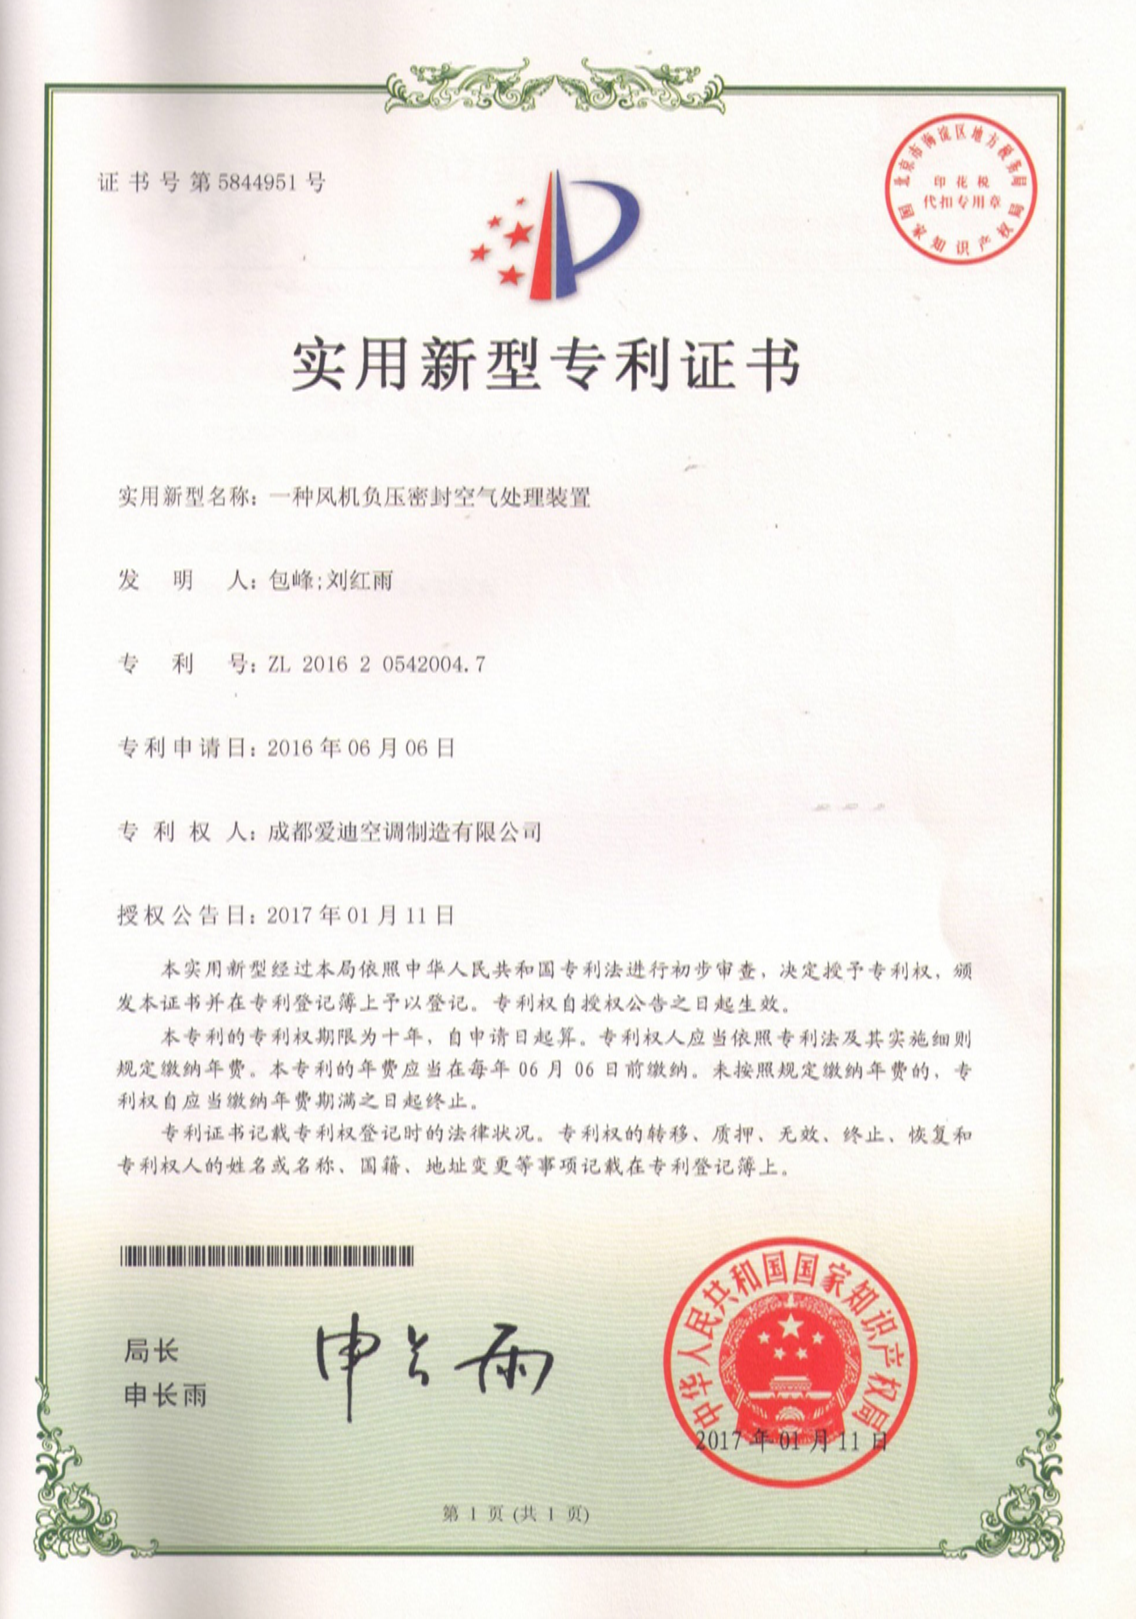 证书号第5844951号
北京市海淀区地方税务局
印花税
代扣专用章
国家知识产权局
实用新型专利证书
实用新型名称：一种风机负压密封空气处理装置
发明人：包峰;刘红雨
专利号：ZL 2016 2 0542004.7
专利申请日：2016年06月06日
专利权人：成都爱迪空调制造有限公司
授权公告日：2017年01月11日
本实用新型经过本局依照中华人民共和国专利法进行初步审查，决定授予专利权，颁
发本证书并在专利登记簿上予以登记。专利权自授权公告之日起生效。
本专利的专利权期限为十年，自申请日起算。专利权人应当依照专利法及其实施细则
规定缴纳年费。本专利的年费应当在每年06月06日前缴纳。未按照规定缴纳年费的，专
利权自应当缴纳年费期满之日起终止。
专利证书记载专利权登记时的法律状况。专利权的转移、质押、无效、终止、恢复和
专利权人的姓名或名称、国籍、地址变更等事项记载在专利登记簿上。
局长
申长雨
申长雨
中华人民共和国国家知识产权局
2017年01月11日
第 1 页 (共 1 页)